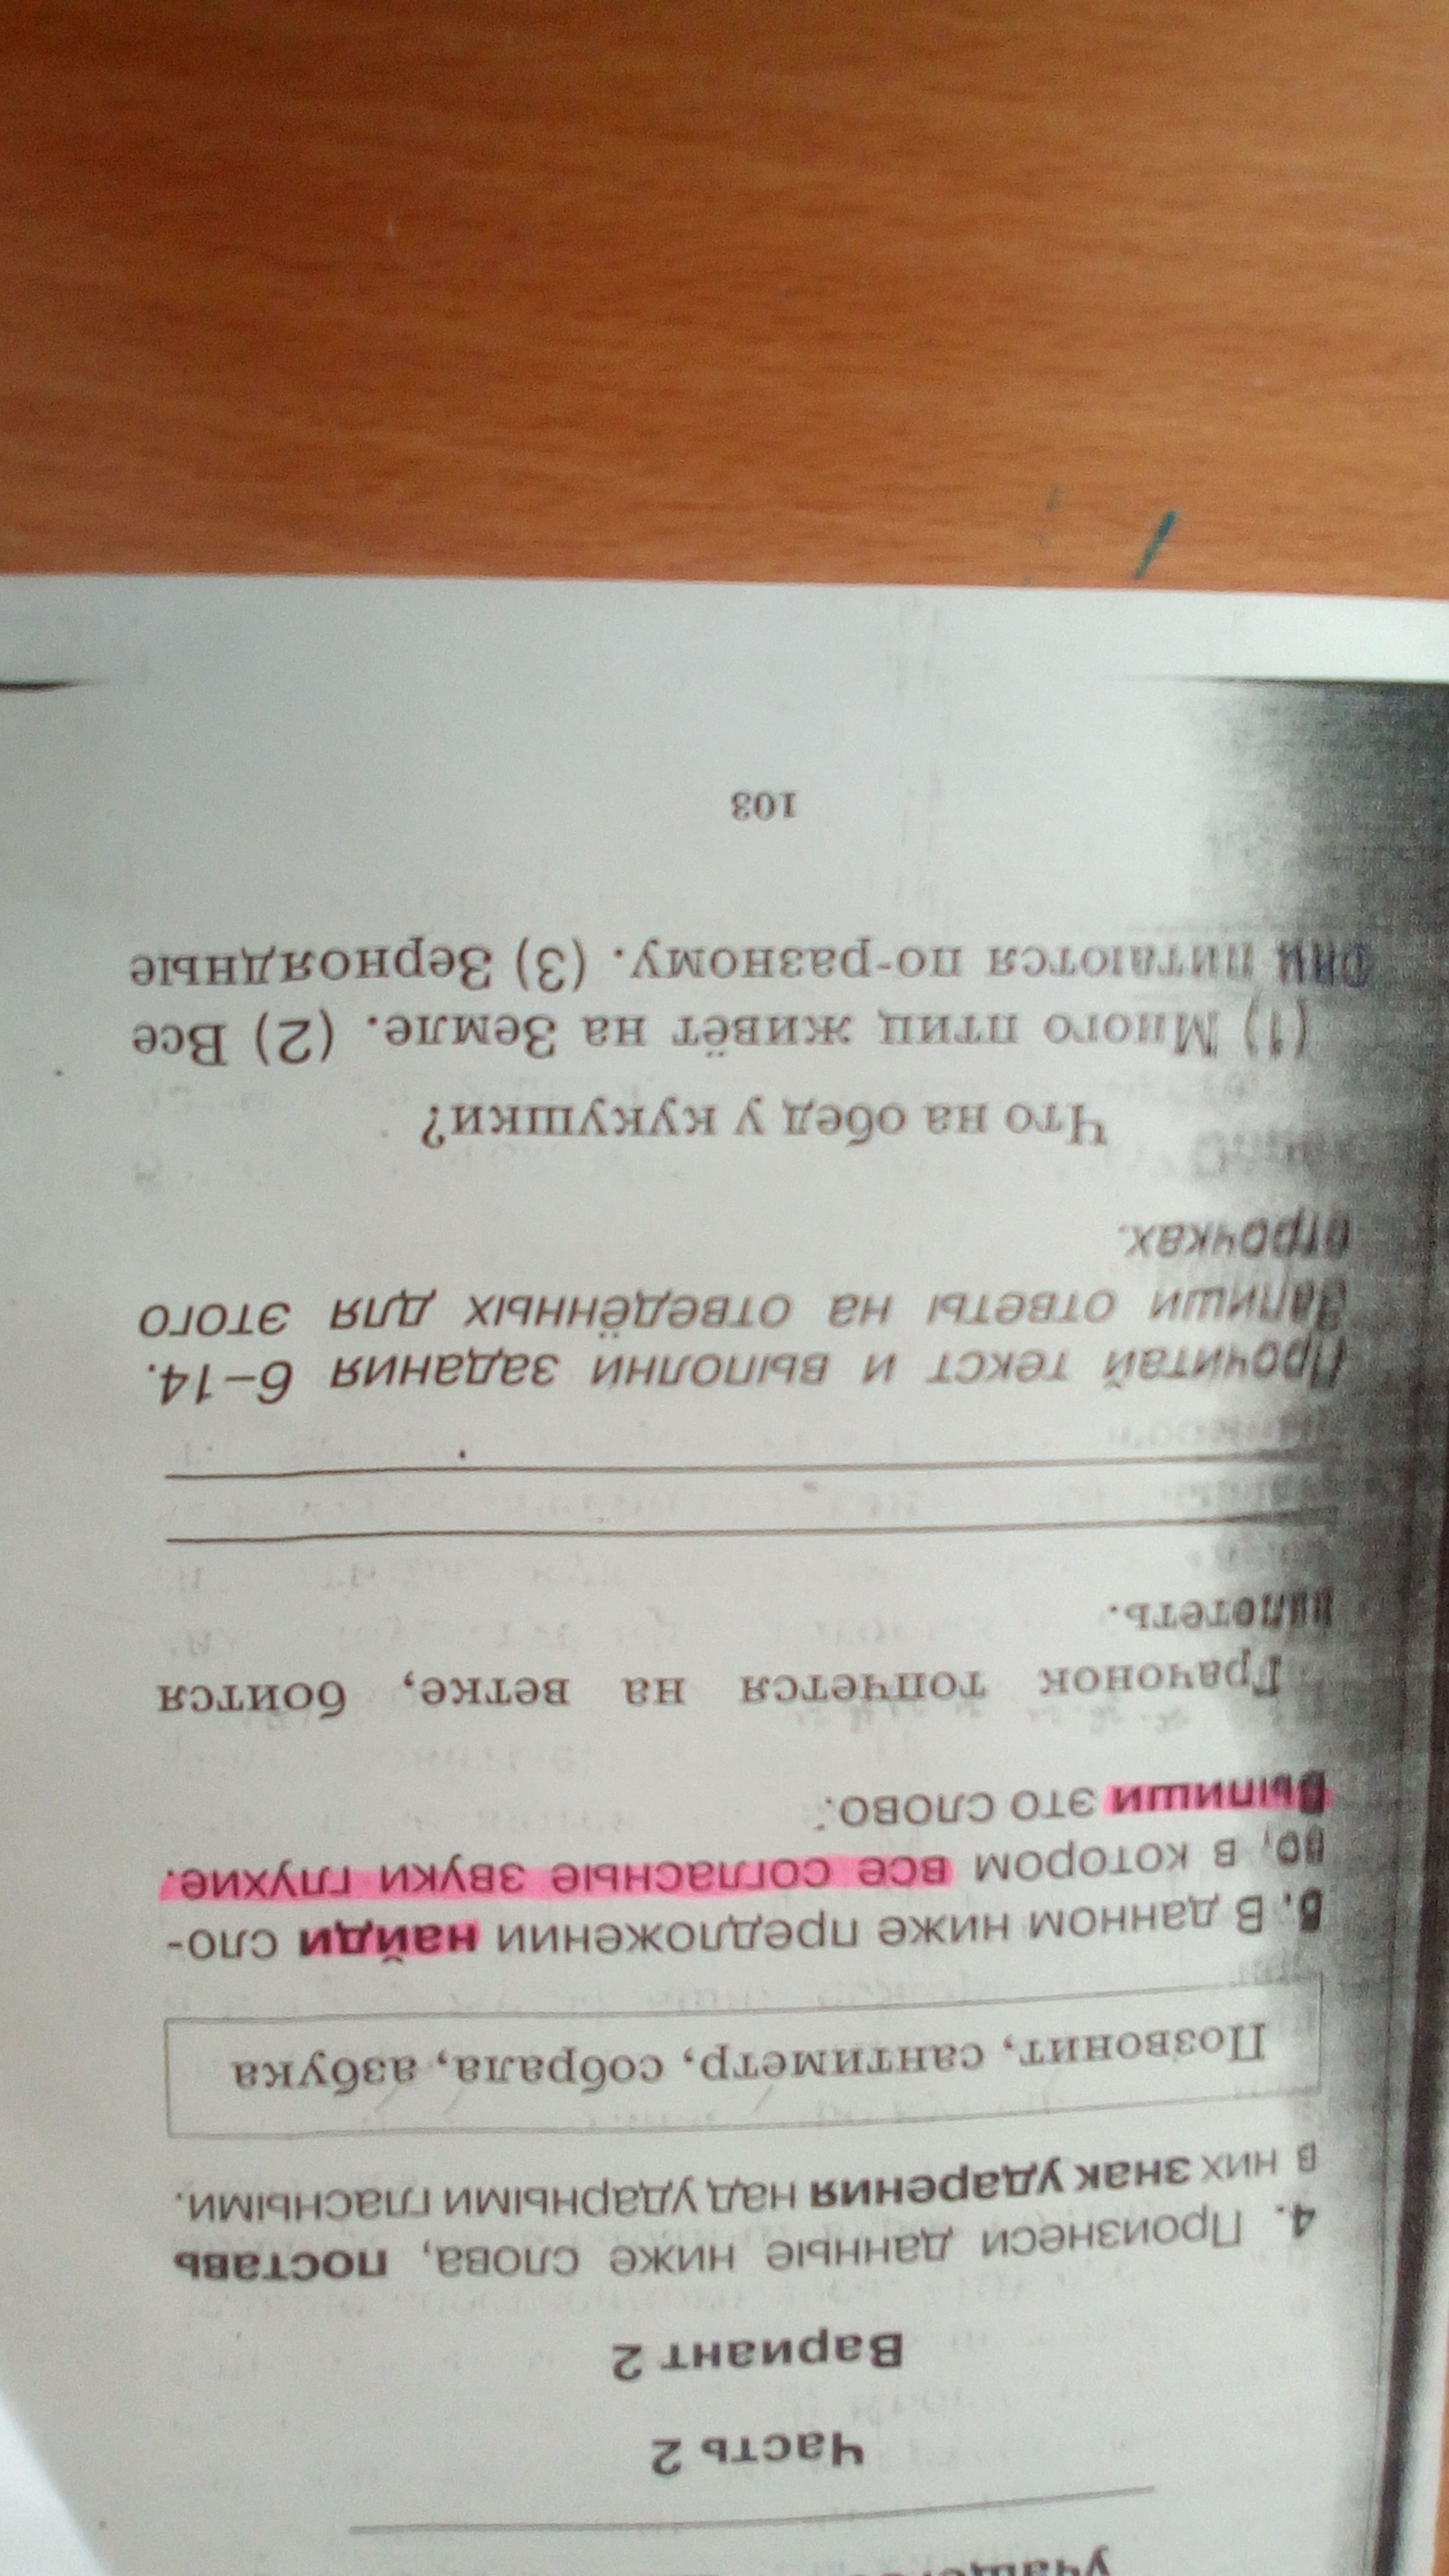 Часть 2
Вариант 2
4. Произнеси данные ниже слова, поставь
в них знак ударения над ударными гласными.
Позвонит, сантиметр, собрала, азбука
5. В данном ниже предложении найди сло-
во, в котором все согласные звуки глухие.
Выпиши это слово.
Грачонок топчется на ветке, боится
взлететь.
Прочитай текст и выполни задания 6–14.
Запиши ответы на отведённых для этого
строчках.
Что на обед у кукушки?
(1) Много птиц живёт на Земле. (2) Все
они питаются по-разному. (3) Зерноядные
103